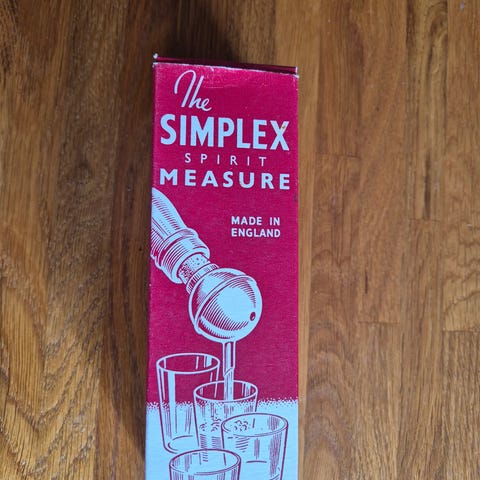 The
SIMPLEX
SPIRIT
MEASURE
MADE IN
ENGLAND